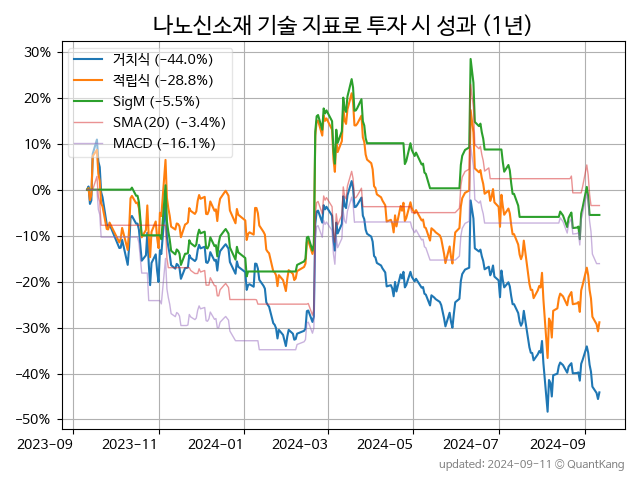 나노신소재 기술 지표로 투자 시 성과 (1년)
거치식 (−44.0%)
적립식 (−28.8%)
SigM (−5.5%)
SMA(20) (−3.4%)
MACD (−16.1%)
30%
20%
10%
0%
−10%
−20%
−30%
−40%
−50%
2023-09 2023-11 2024-01 2024-03 2024-05 2024-07 2024-09
updated: 2024-09-11 © QuantKang